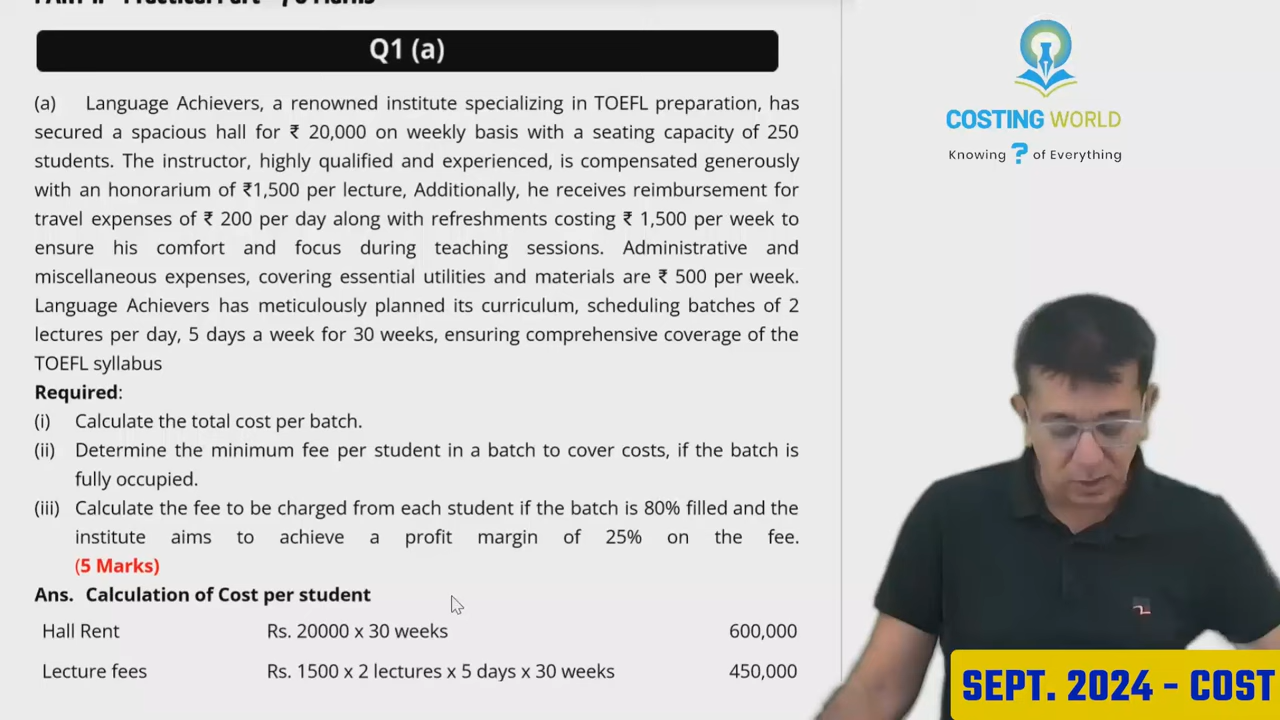 Q1 (a)
(a) Language Achievers, a renowned institute specializing in TOEFL preparation, has
secured a spacious hall for ₹ 20,000 on weekly basis with a seating capacity of 250
students. The instructor, highly qualified and experienced, is compensated generously
with an honorarium of ₹1,500 per lecture, Additionally, he receives reimbursement for
travel expenses of ₹ 200 per day along with refreshments costing ₹ 1,500 per week to
ensure his comfort and focus during teaching sessions. Administrative and
miscellaneous expenses, covering essential utilities and materials are ₹ 500 per week.
Language Achievers has meticulously planned its curriculum, scheduling batches of 2
lectures per day, 5 days a week for 30 weeks, ensuring comprehensive coverage of the
TOEFL syllabus
Required:
(i) Calculate the total cost per batch.
(ii) Determine the minimum fee per student in a batch to cover costs, if the batch is
fully occupied.
(iii) Calculate the fee to be charged from each student if the batch is 80% filled and the
institute aims to achieve a profit margin of 25% on the fee.
(5 Marks)
Ans. Calculation of Cost per student
Hall Rent Rs. 20000 x 30 weeks 600,000
Lecture fees Rs. 1500 x 2 lectures x 5 days x 30 weeks 450,000
COSTING WORLD
Knowing ? of Everything
SEPT. 2024 - COST